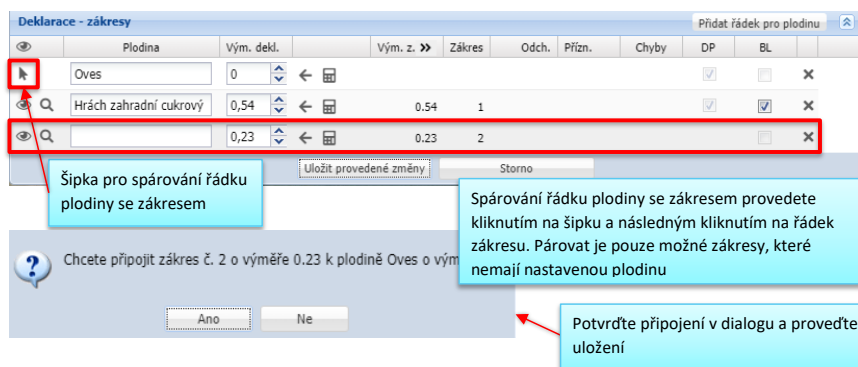 Deklarace - zákresy Přidat řádek pro plodinu
Plodina Vým. dekl. Vým. z. >> Zákres Odch. Přízn. Chyby DP BL
Oves 0
Hrách zahradní cukrový 0,54 0.54 1
0,23 0.23 2
Uložit provedené změny Storno
Šipka pro spárování řádku
plodiny se zákresem
Spárování řádku plodiny se zákresem provedete
kliknutím na šipku a následným kliknutím na řádek
zákresu. Párovat je pouze možné zákresy, které
nemají nastavenou plodinu
Chcete připojit zákres č. 2 o výměře 0.23 k plodině Oves o vým
Ano Ne
Potvrďte připojení v dialogu a proveďte
uložení